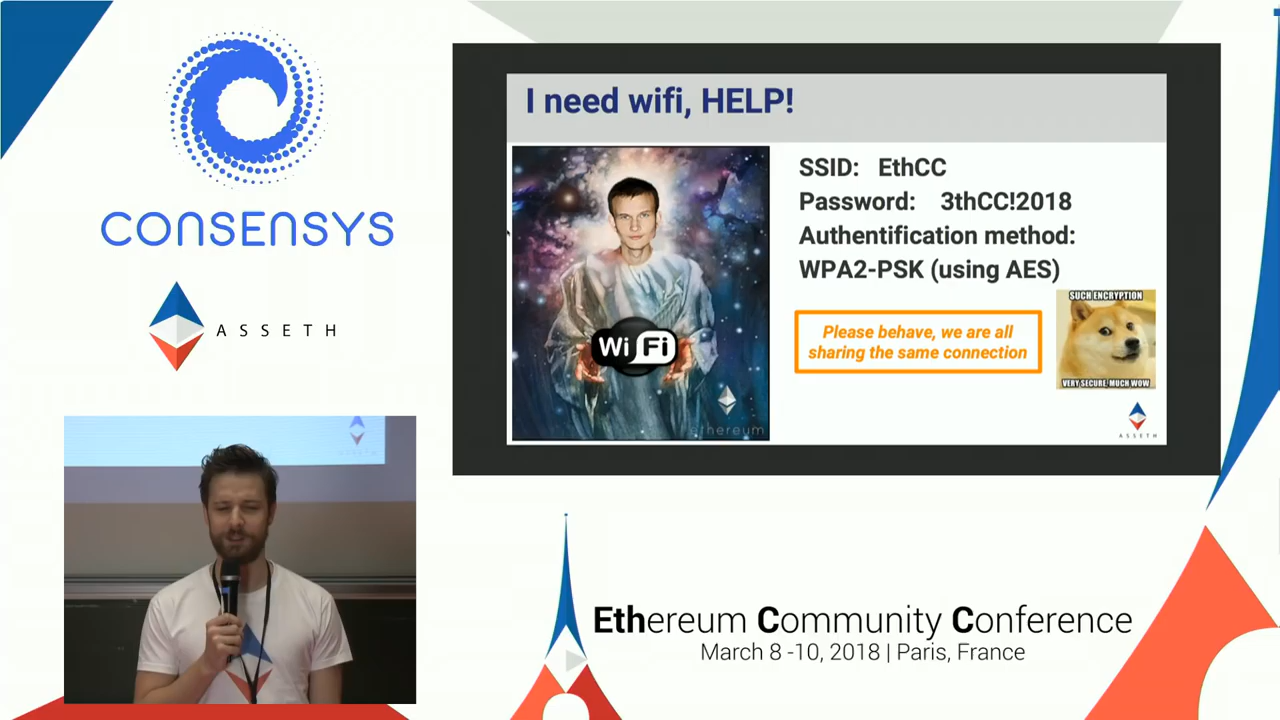 CONSENSYS
ASSETH
I need wifi, HELP!
SSID: EthCC
Password: 3thCC!2018
Authentification method:
WPA2-PSK (using AES)
Please behave, we are all
sharing the same connection
SUCH ENCRYPTION
VERY SECURE, MUCH WOW
Wi Fi
ethereum
ASSETH
Ethereum Community Conference
March 8 -10, 2018 | Paris, France